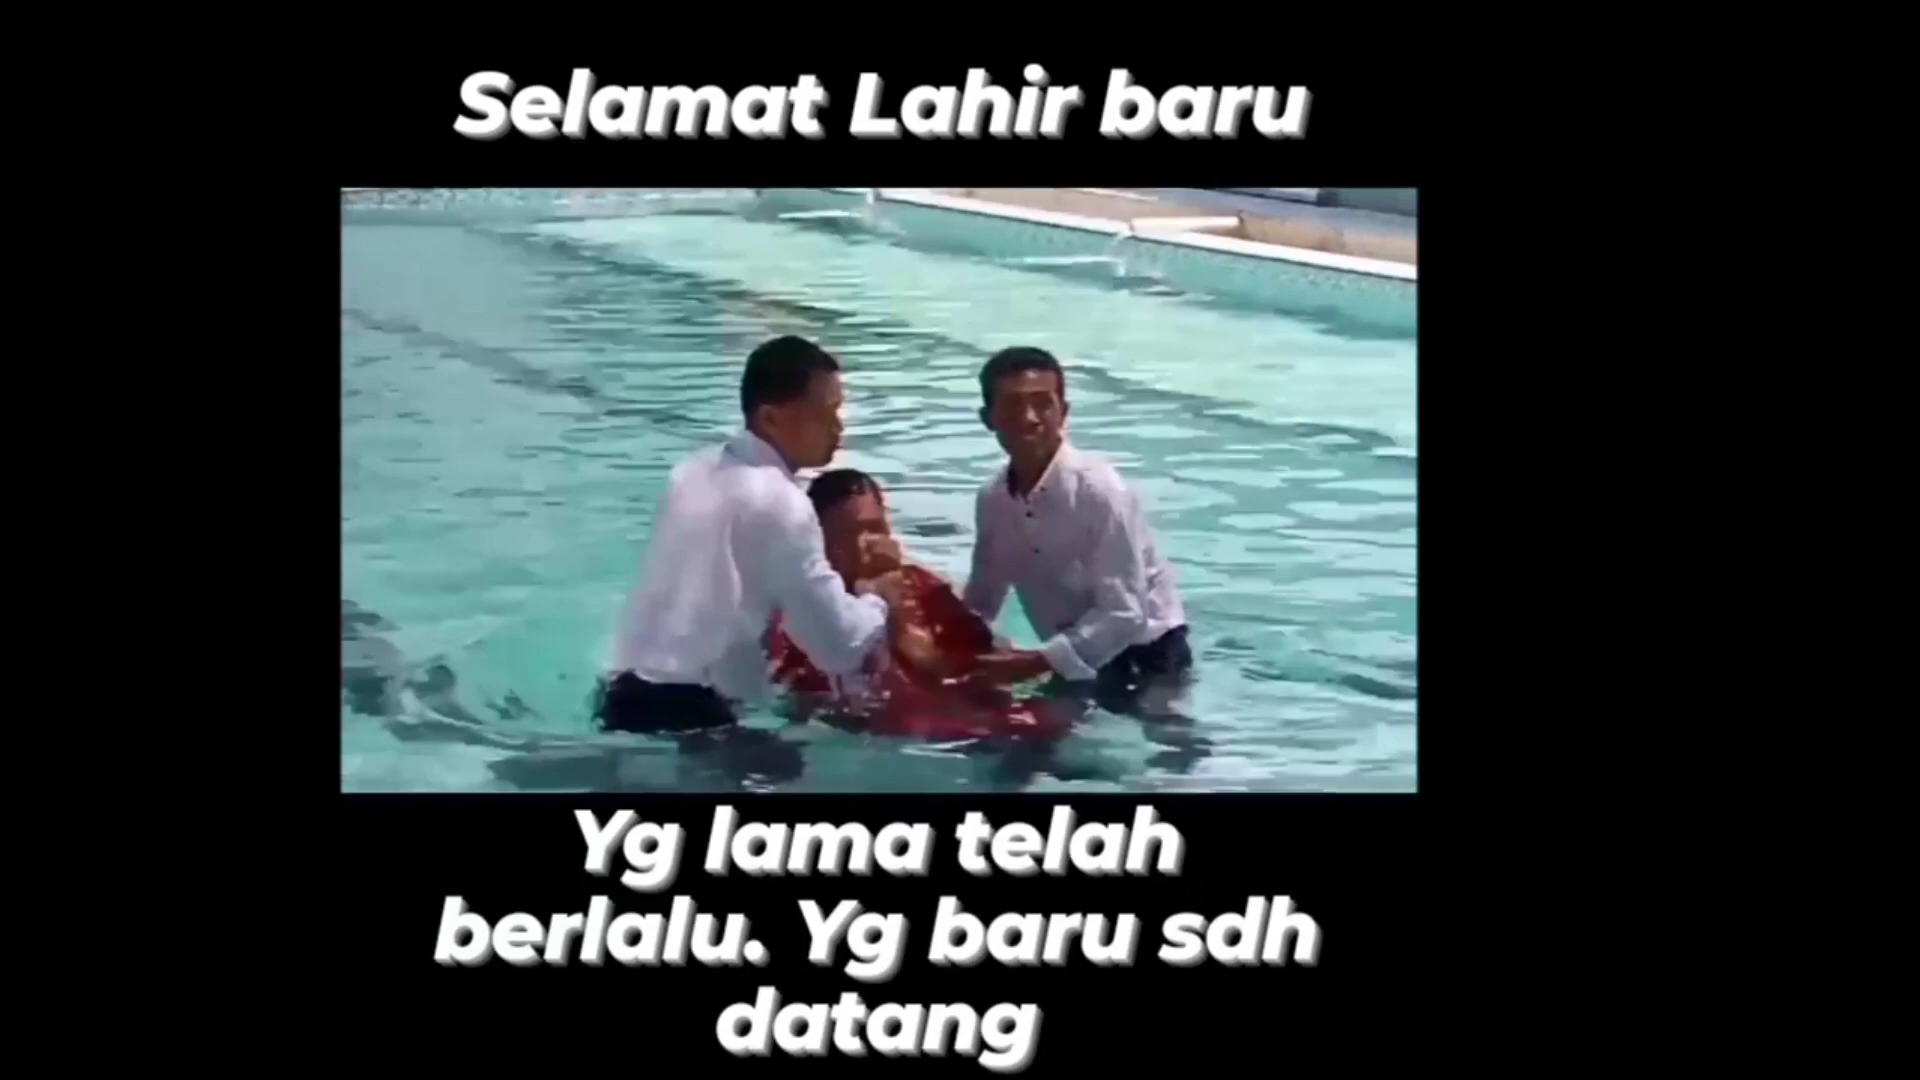 Selamat Lahir baru
Yg lama telah
berlalu. Yg baru sdh
datang